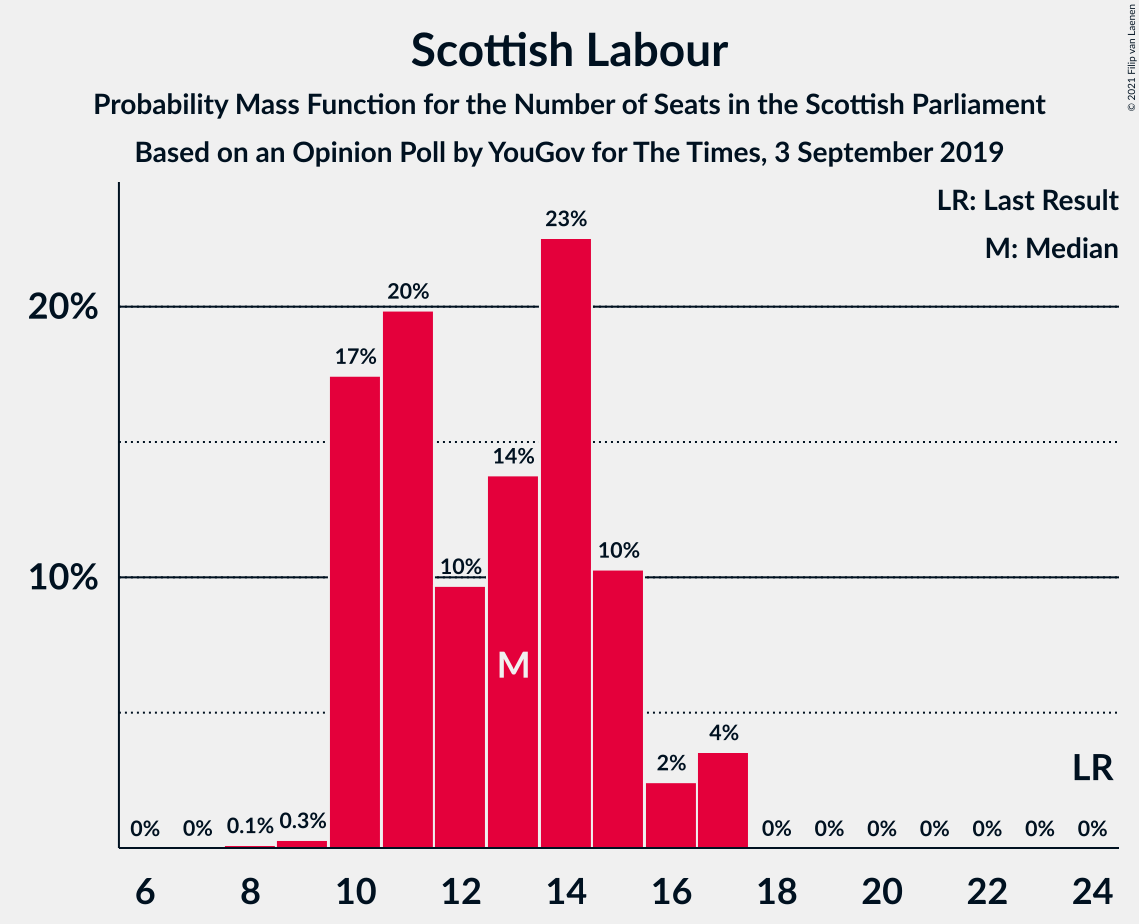 Scottish Labour
Probability Mass Function for the Number of Seats in the Scottish Parliament
Based on an Opinion Poll by YouGov for The Times, 3 September 2019
© 2021 Filip van Laenen
LR: Last Result
M: Median
20%
10%
0%
0%
0.1%
0.3%
17%
20%
10%
14%
23%
10%
2%
4%
0%
0%
0%
0%
0%
0%
0%
M
LR
6 8 10 12 14 16 18 20 22 24